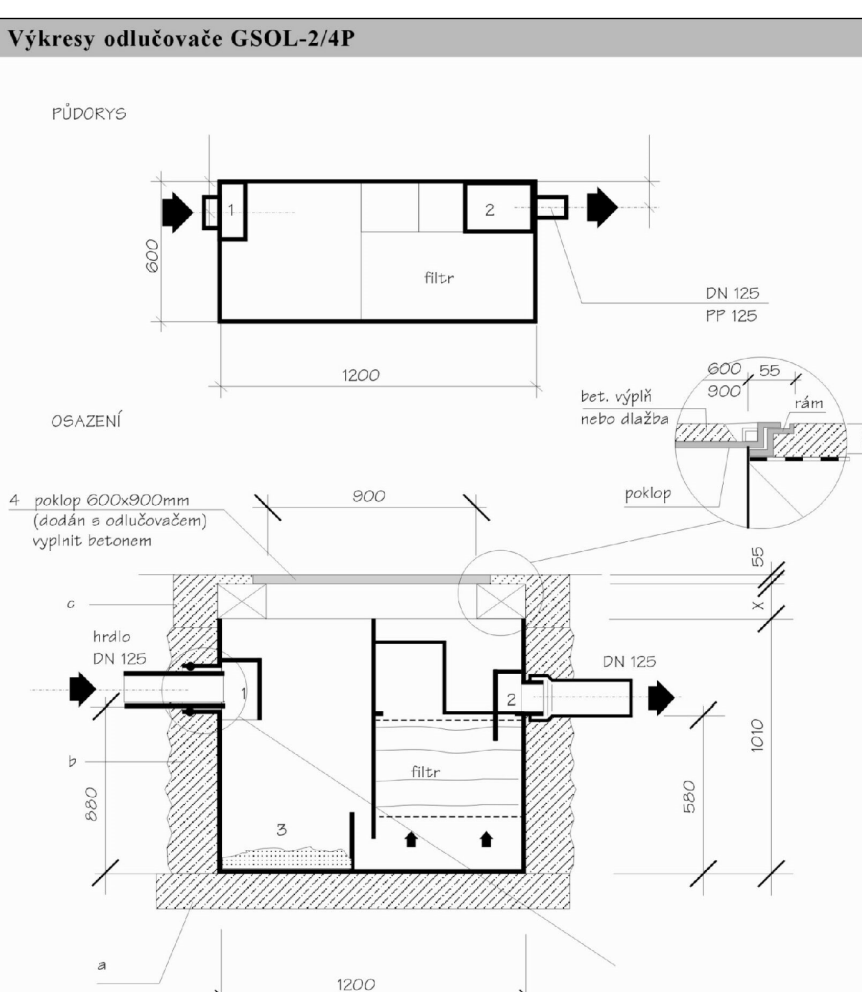 Výkresy odlučovače GSOL-2/4P
PŮDORYS
1
2
600
filtr
DN 125
PP 125
1200
600 55
900
bet. výplň
nebo dlažba
rám
poklop
OSAZENÍ
4 poklop 600x900mm
(dodán s odlučovačem)
vyplnit betonem
900
55
X
c
hrdlo
DN 125
DN 125
1
2
1010
b
filtr
880
580
3
a
1200